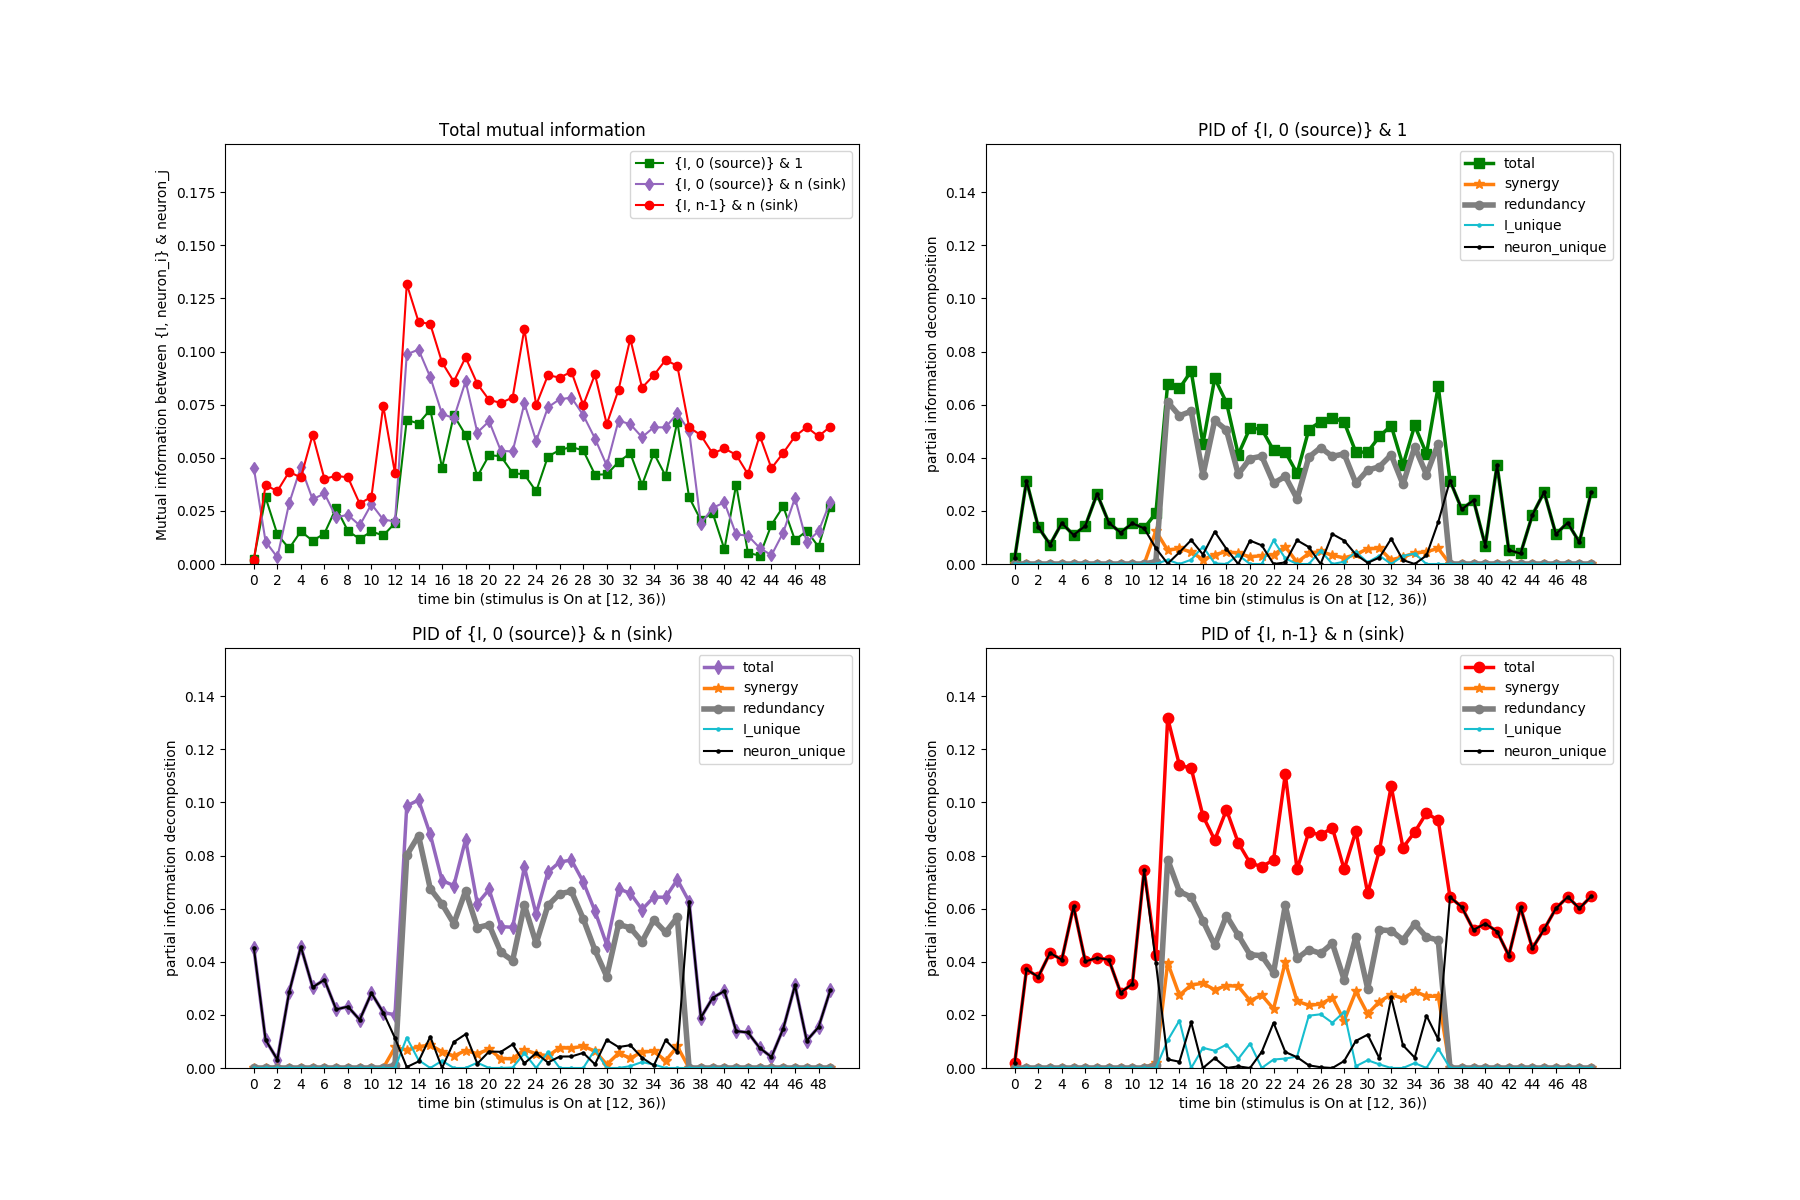 Total mutual information
Mutual information between {I, neuron_i} & neuron_j
0.175
0.150
0.125
0.100
0.075
0.050
0.025
0.000
{I, 0 (source)} & 1
{I, 0 (source)} & n (sink)
{I, n-1} & n (sink)
0 2 4 6 8 10 12 14 16 18 20 22 24 26 28 30 32 34 36 38 40 42 44 46 48
time bin (stimulus is On at [12, 36))
PID of {I, 0 (source)} & 1
partial information decomposition
0.14
0.12
0.10
0.08
0.06
0.04
0.02
0.00
total
synergy
redundancy
I_unique
neuron_unique
0 2 4 6 8 10 12 14 16 18 20 22 24 26 28 30 32 34 36 38 40 42 44 46 48
time bin (stimulus is On at [12, 36))
PID of {I, 0 (source)} & n (sink)
partial information decomposition
0.14
0.12
0.10
0.08
0.06
0.04
0.02
0.00
total
synergy
redundancy
I_unique
neuron_unique
0 2 4 6 8 10 12 14 16 18 20 22 24 26 28 30 32 34 36 38 40 42 44 46 48
time bin (stimulus is On at [12, 36))
PID of {I, n-1} & n (sink)
partial information decomposition
0.14
0.12
0.10
0.08
0.06
0.04
0.02
0.00
total
synergy
redundancy
I_unique
neuron_unique
0 2 4 6 8 10 12 14 16 18 20 22 24 26 28 30 32 34 36 38 40 42 44 46 48
time bin (stimulus is On at [12, 36))